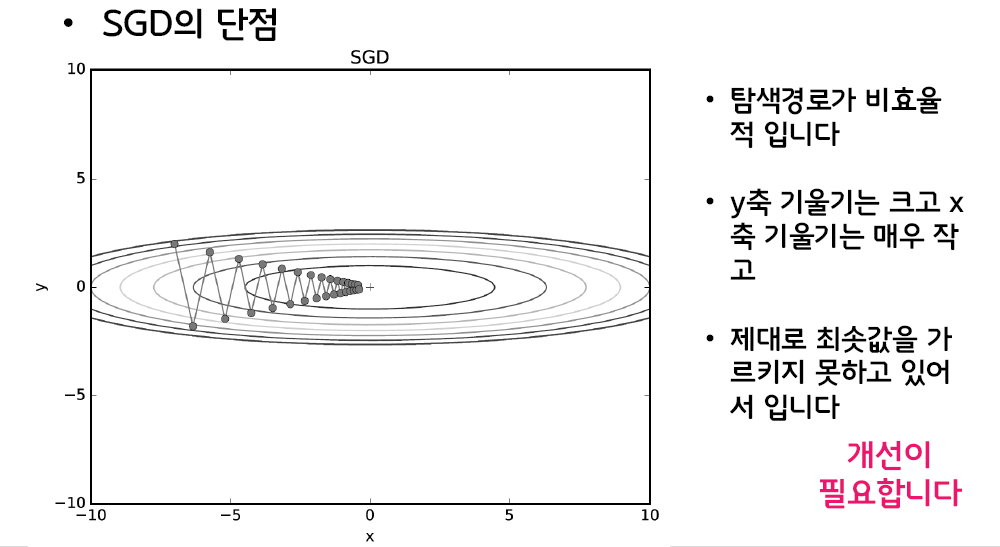 • SGD의 단점
SGD
10
5
0
−5
−10
−10
−5
0
5
10
y
x
• 탐색경로가 비효율
적 입니다
• y축 기울기는 크고 x
축 기울기는 매우 작
고
• 제대로 최솟값을 가
르키지 못하고 있어
서 입니다
개선이
필요합니다